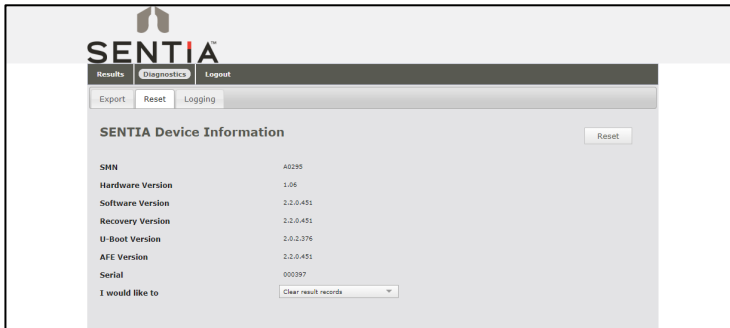 SENTIA™
Results Diagnostics Logout
Export Reset Logging
SENTIA Device Information Reset
SMN A0295
Hardware Version 1.06
Software Version 2.2.0.451
Recovery Version 2.2.0.451
U-Boot Version 2.0.2.376
AFE Version 2.2.0.451
Serial 000397
I would like to Clear result records